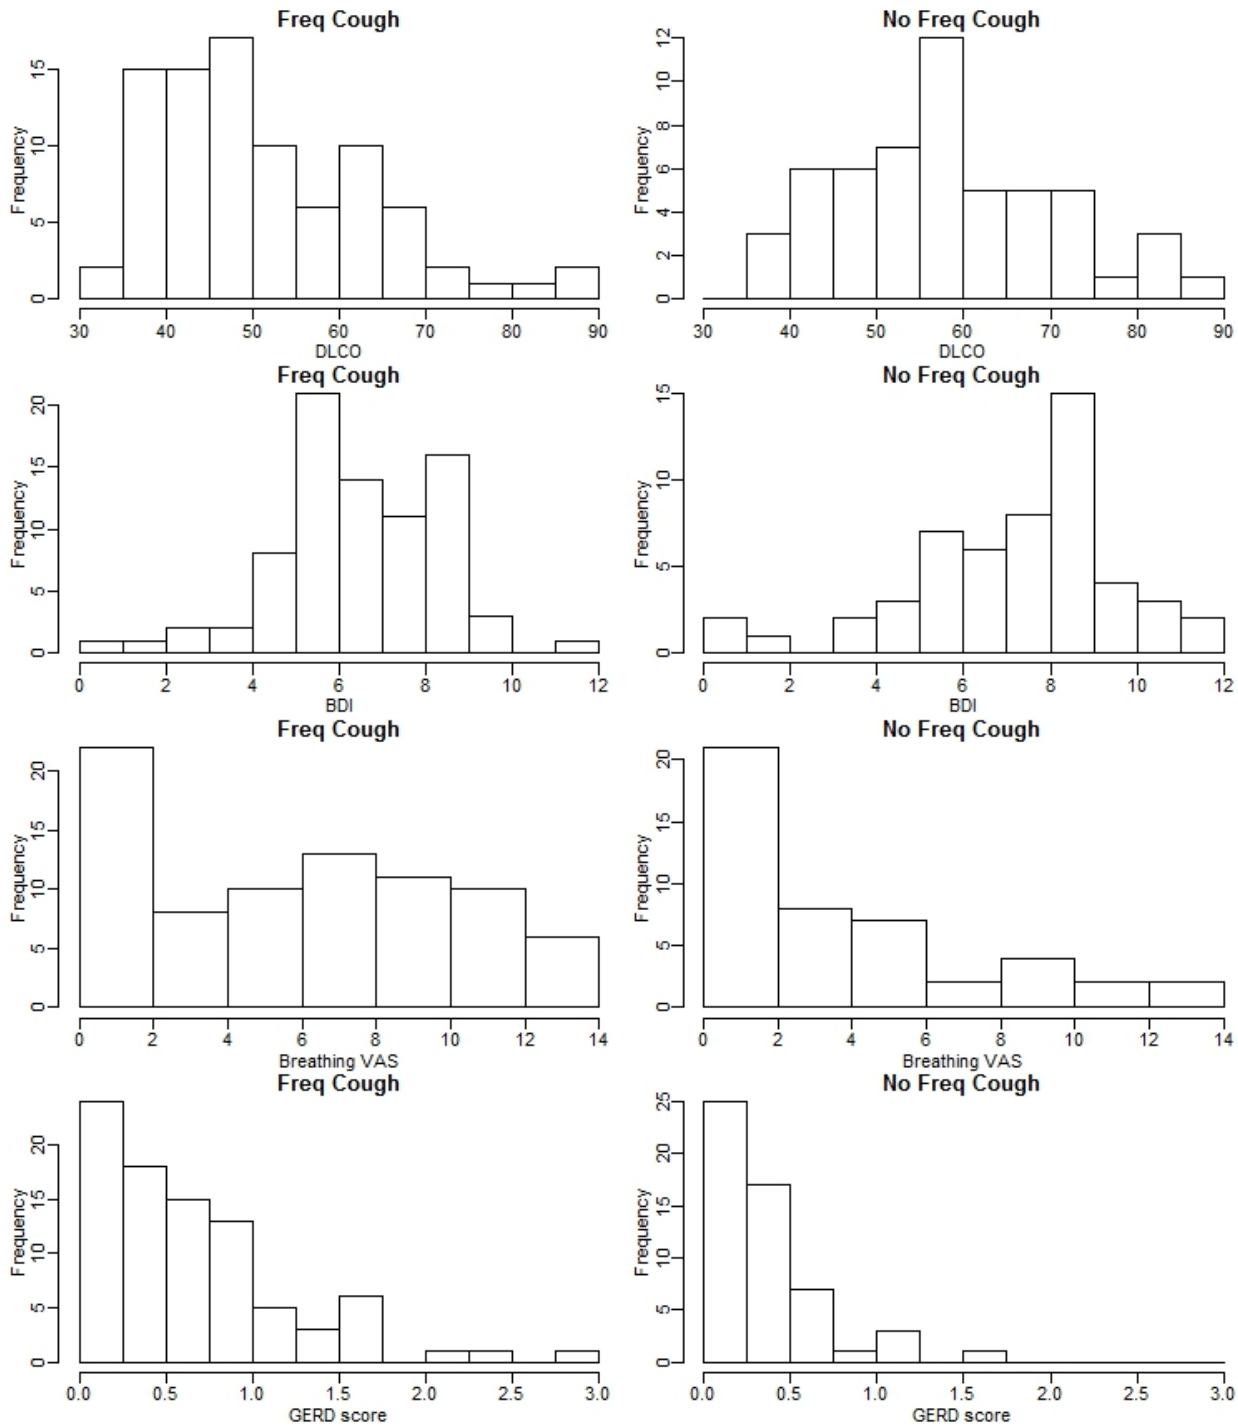 Freq Cough
No Freq Cough
Frequency
0 5 10 15
Frequency
0 2 4 6 8 10 12
30 40 50 60 70 80 90
30 40 50 60 70 80 90
DLCO
DLCO
Freq Cough
No Freq Cough
Frequency
0 5 10 15 20
Frequency
0 5 10 15
0 2 4 6 8 10 12
0 2 4 6 8 10 12
BDI
BDI
Freq Cough
No Freq Cough
Frequency
0 5 10 15 20
Frequency
0 5 10 15 20
0 2 4 6 8 10 12 14
0 2 4 6 8 10 12 14
Breathing VAS
Breathing VAS
Freq Cough
No Freq Cough
Frequency
0 5 10 15 20
Frequency
0 5 10 15 20 25
0.0 0.5 1.0 1.5 2.0 2.5 3.0
0.0 0.5 1.0 1.5 2.0 2.5 3.0
GERD score
GERD score